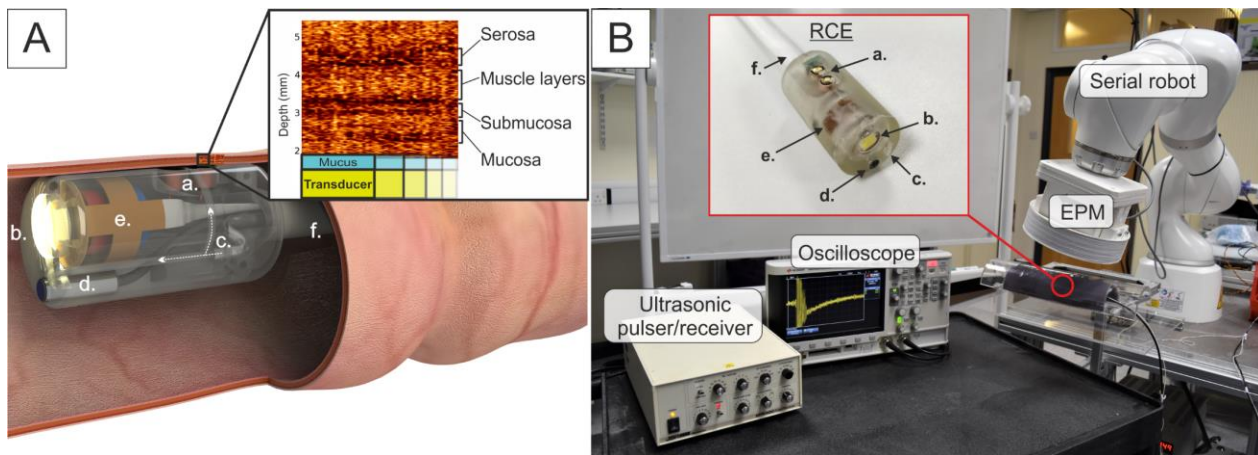 A
Depth (mm)
5
4
3
2
Serosa
Muscle layers
Submucosa
Mucosa
Mucus
Transducer
a.
b.
c.
d.
e.
f.
B
RCE
f.
a.
b.
e.
c.
d.
Serial robot
EPM
Oscilloscope
Ultrasonic
pulser/receiver